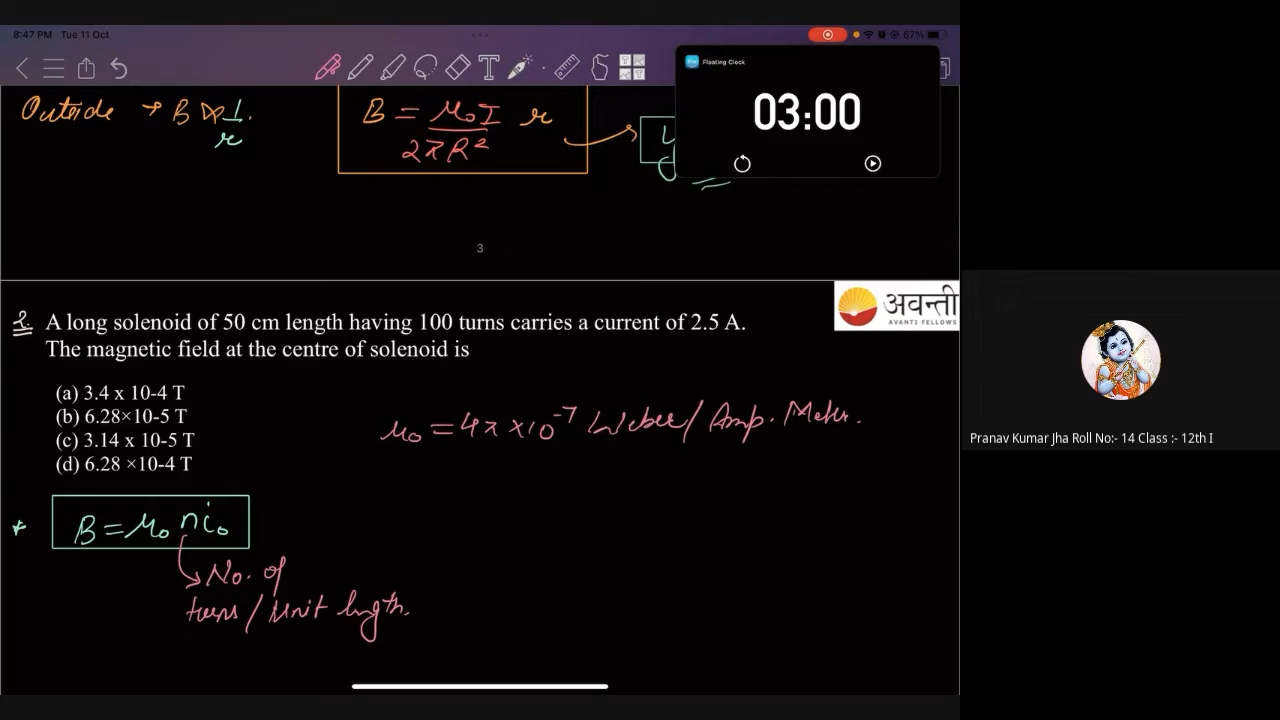 8:47 PM Tue 11 Oct
67%
Floating Clock
03:00
Outside → B ∝ 1/r
B = μ₀I/2πR² r
3
अवन्ती
AVANTI FELLOWS
A long solenoid of 50 cm length having 100 turns carries a current of 2.5 A.
The magnetic field at the centre of solenoid is
(a) 3.4 x 10-4 T
(b) 6.28×10-5 T
(c) 3.14 x 10-5 T
(d) 6.28 ×10-4 T
μ₀ = 4π × 10⁻⁷ Weber/Amp. Meter.
B = μ₀ n i₀
No. of
turns / Unit length.
Pranav Kumar Jha Roll No:- 14 Class :- 12th I